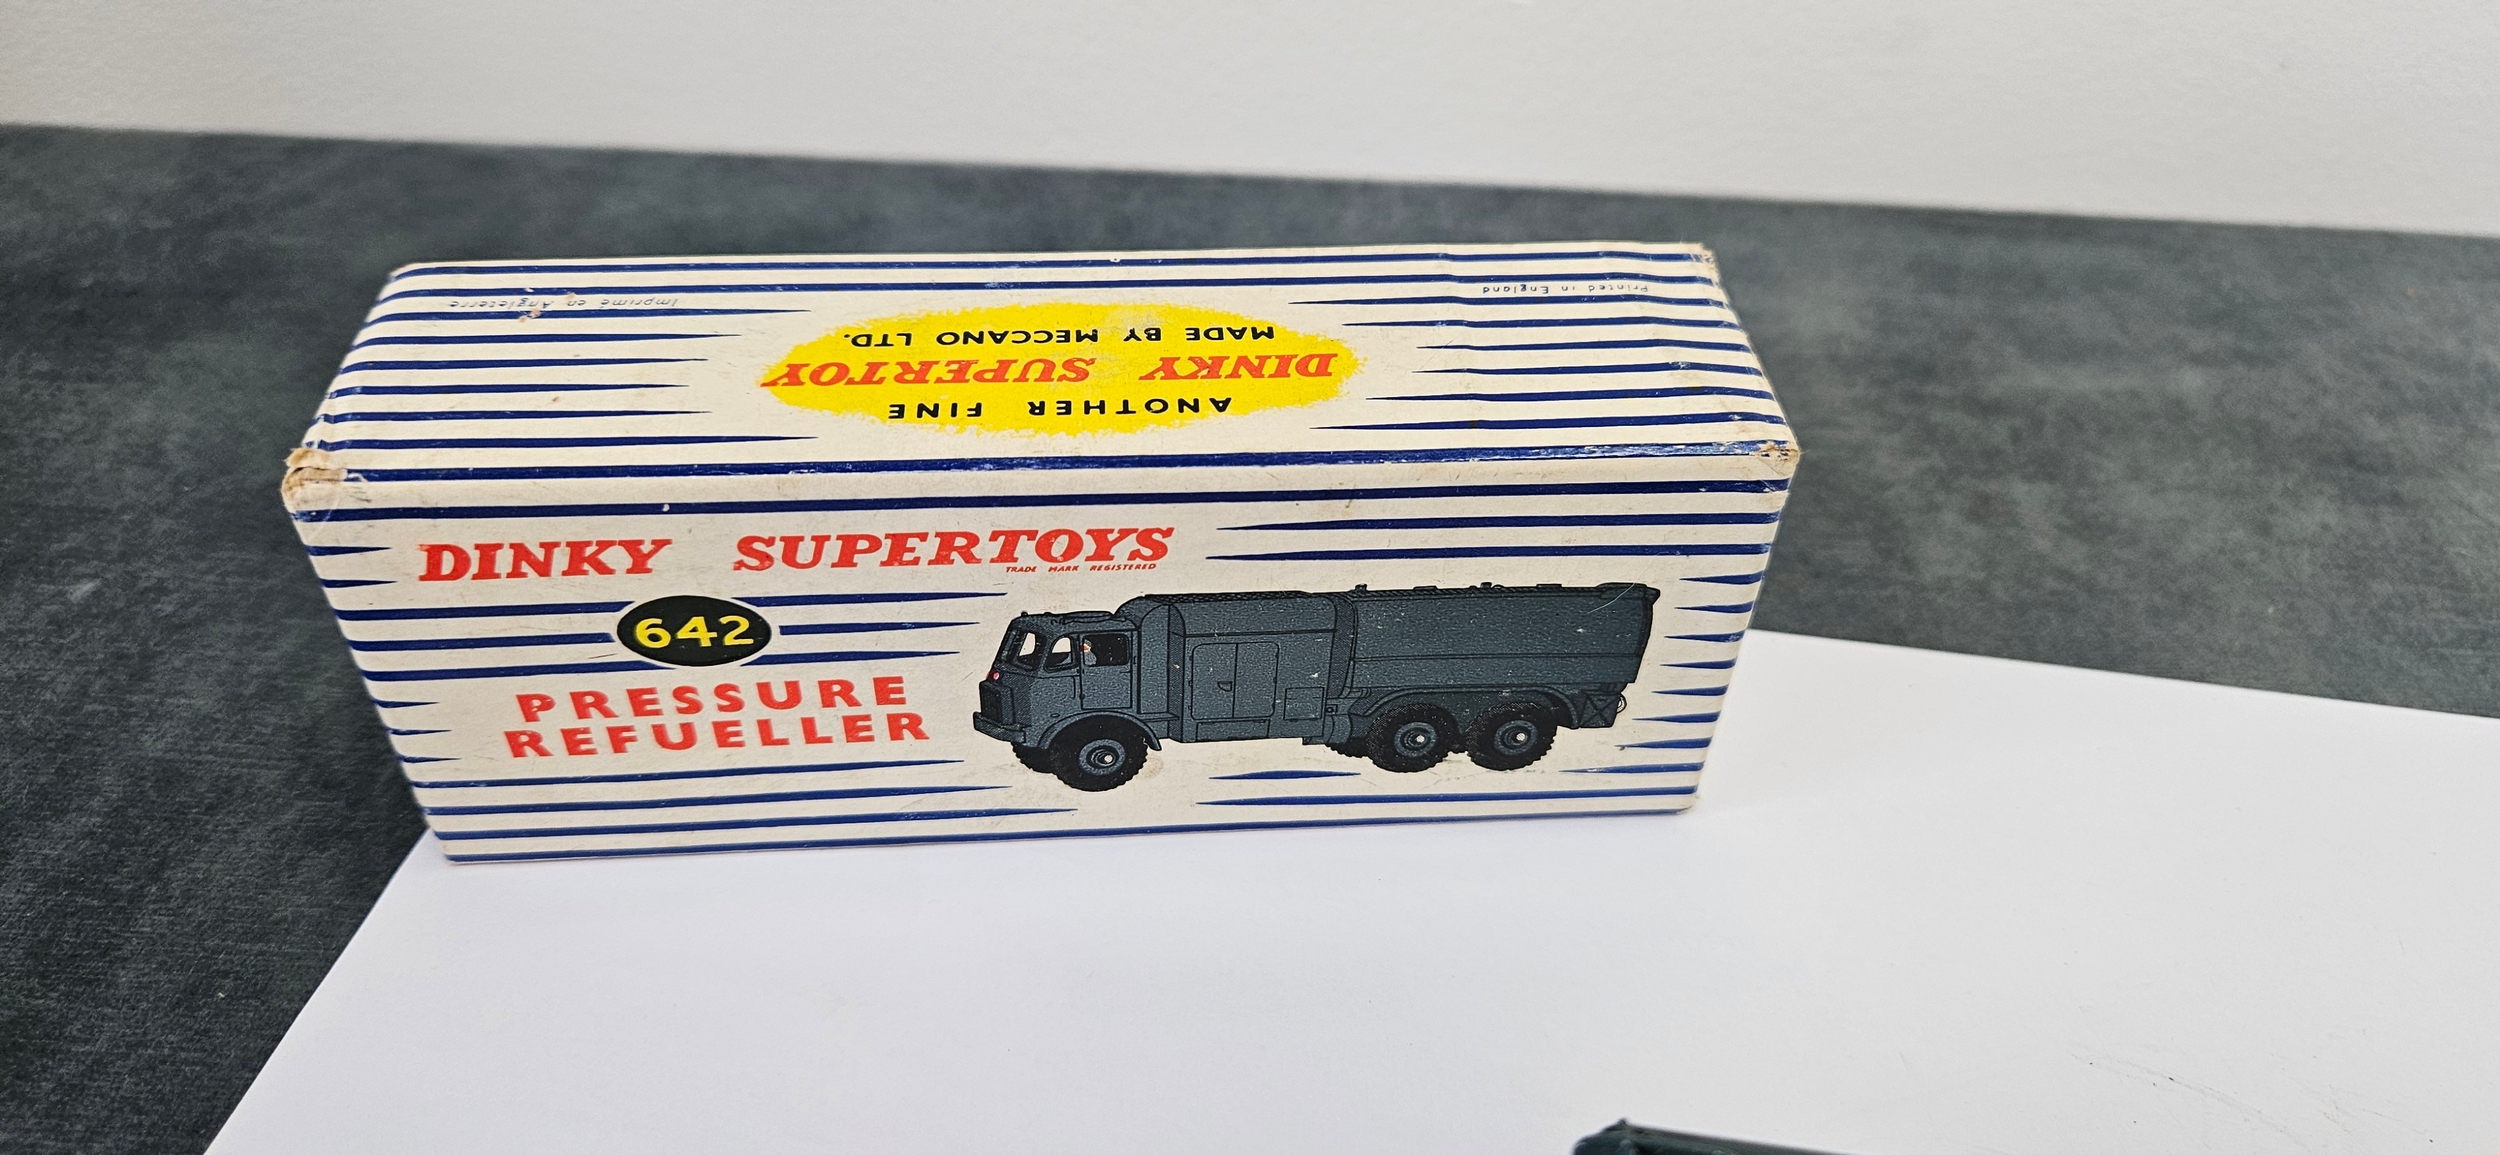 Imprimé en Angleterre
Printed in England
ANOTHER FINE
DINKY SUPERTOY
MADE BY MECCANO LTD.
DINKY SUPERTOYS
TRADE MARK REGISTERED
642
PRESSURE
REFUELLER